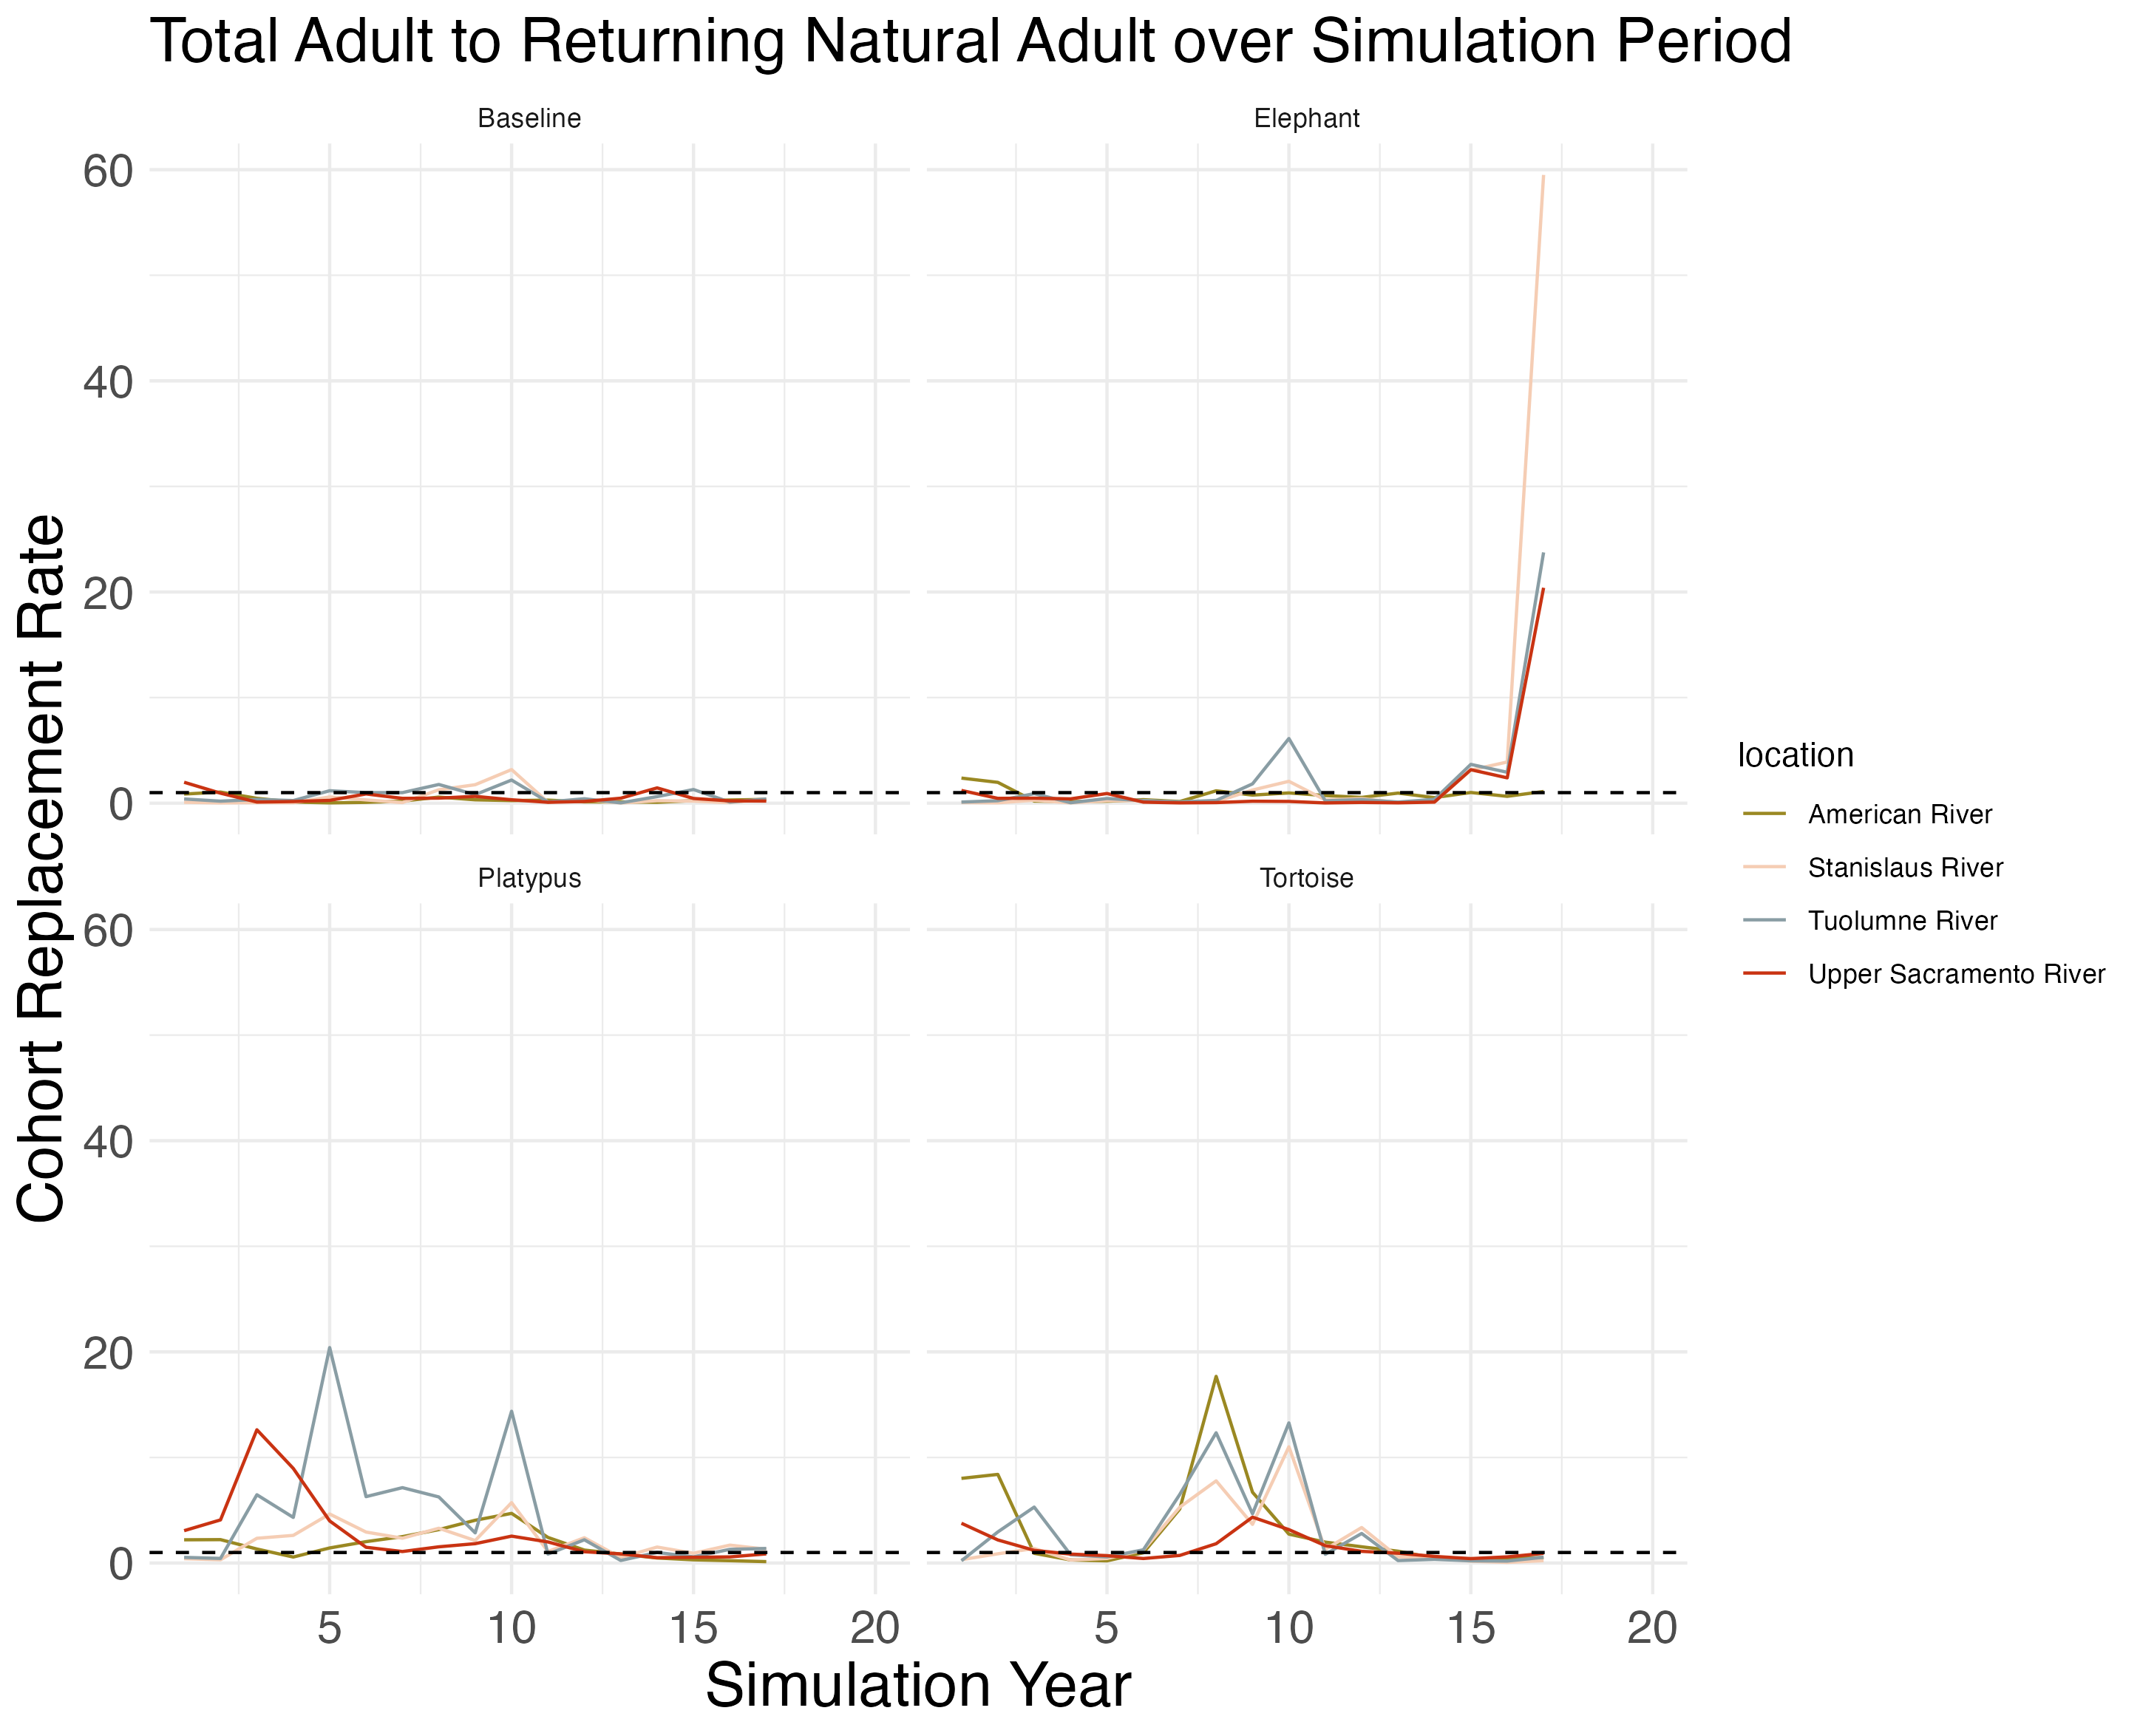 Total Adult to Returning Natural Adult over Simulation Period
Baseline
Elephant
60
40
20
0
Cohort Replacement Rate
Platypus
Tortoise
60
40
20
0
5
10
15
20
5
10
15
20
Simulation Year
location
American River
Stanislaus River
Tuolumne River
Upper Sacramento River